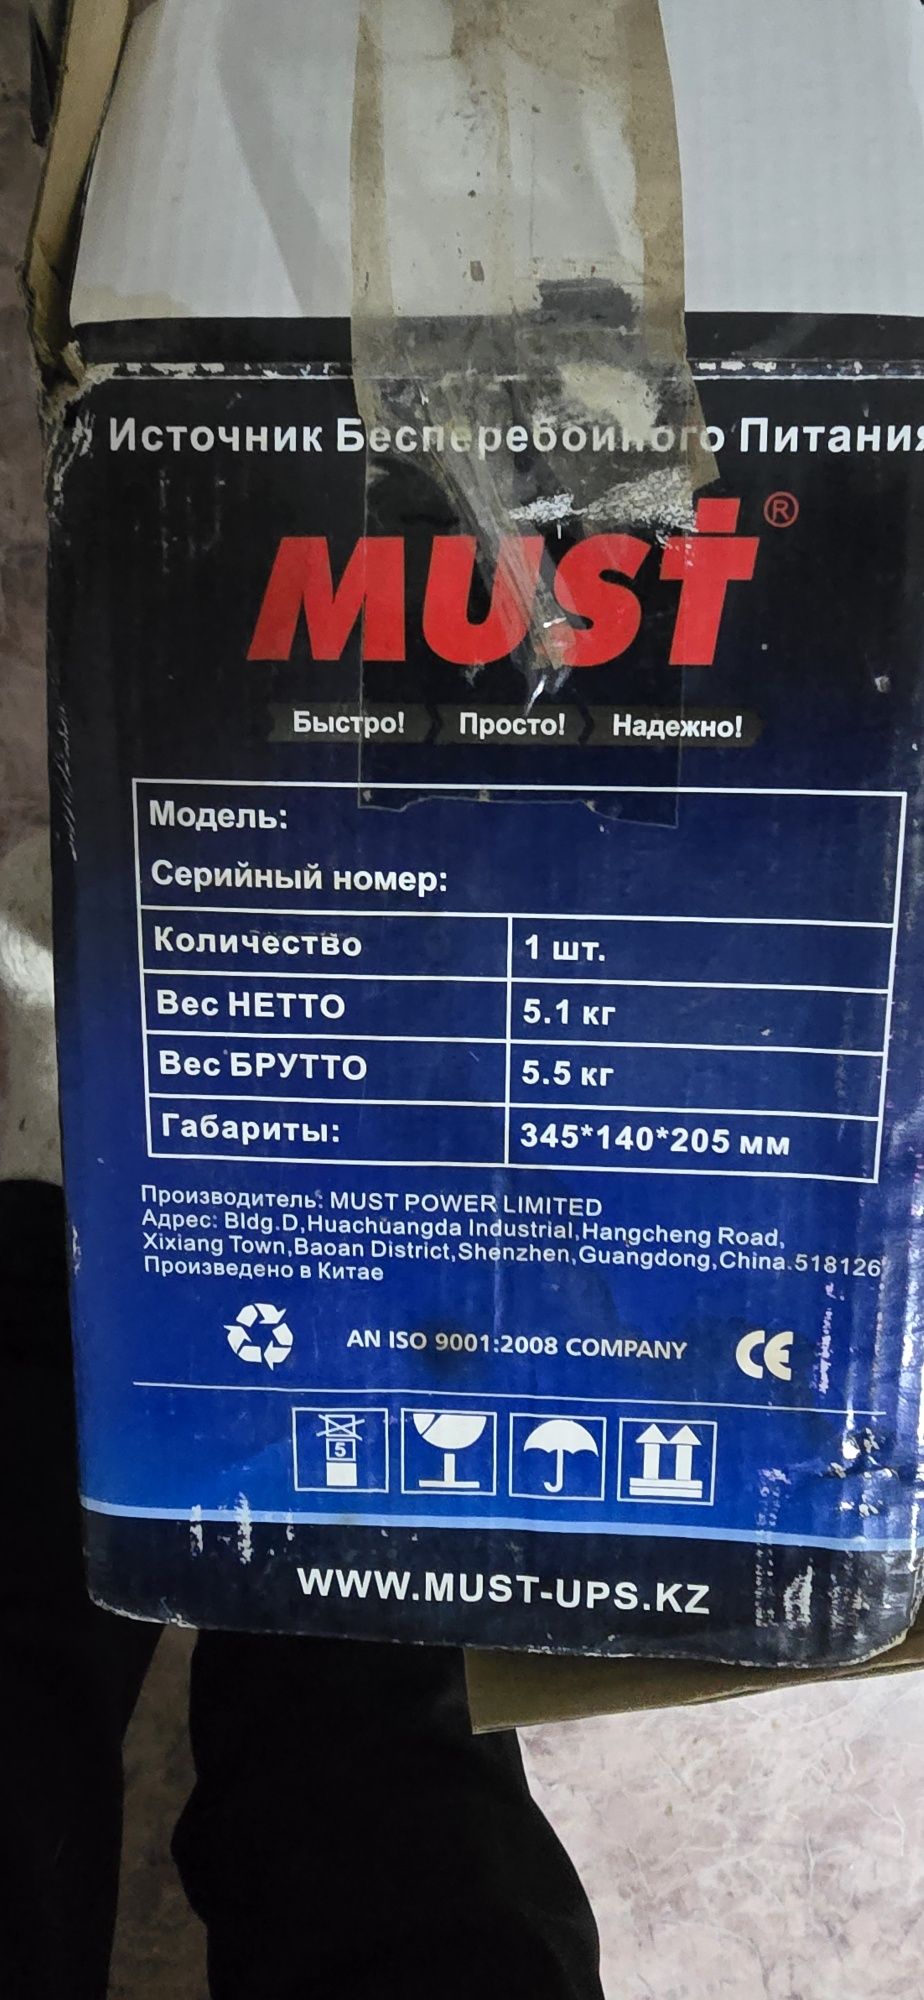 Источник Бесперебойного Питания
MUST®
Быстро! Просто! Надежно!
Модель:
Серийный номер:
Количество 1 шт.
Вес НЕТТО 5.1 кг
Вес БРУТТО 5.5 кг
Габариты: 345*140*205 мм
Производитель: MUST POWER LIMITED
Адрес: Bldg.D,Huachuangda Industrial,Hangcheng Road,
Xixiang Town,Baoan District,Shenzhen,Guangdong,China.518126
Произведено в Китае
AN ISO 9001:2008 COMPANY CE
5
WWW.MUST-UPS.KZ